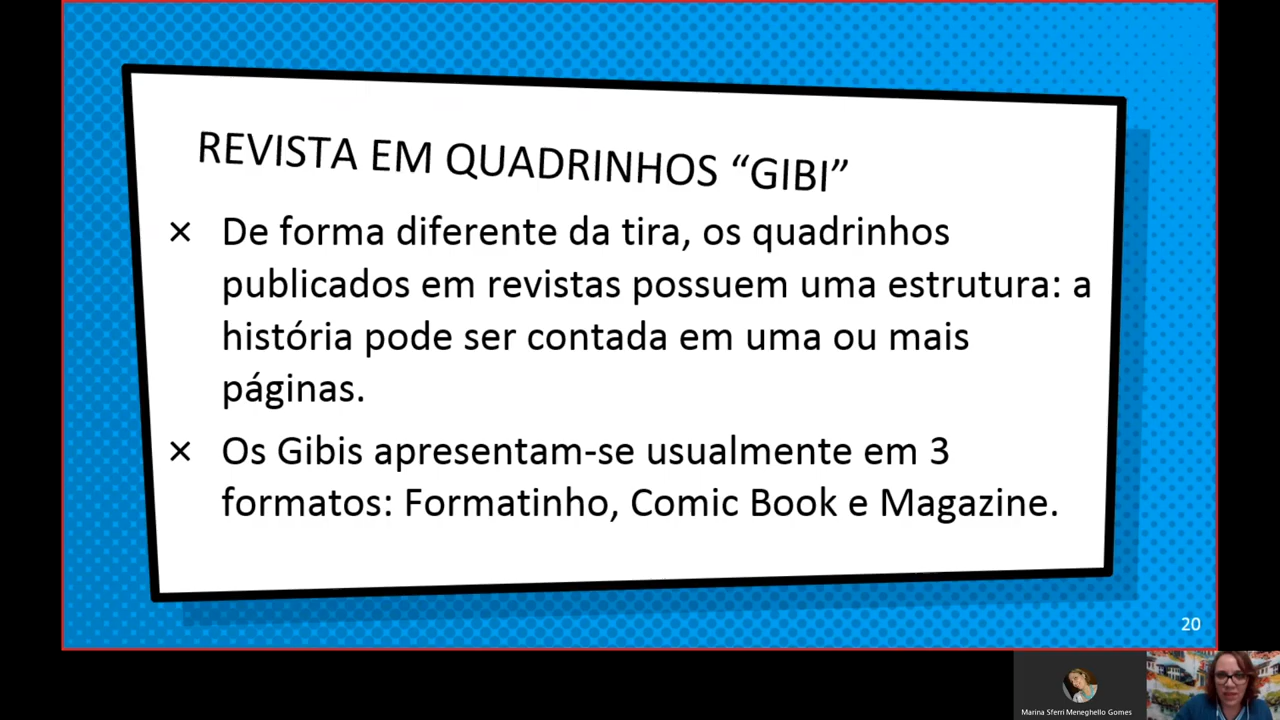 REVISTA EM QUADRINHOS “GIBI”
× De forma diferente da tira, os quadrinhos
publicados em revistas possuem uma estrutura: a
história pode ser contada em uma ou mais
páginas.
× Os Gibis apresentam-se usualmente em 3
formatos: Formatinho, Comic Book e Magazine.
20
Marina Sferri Meneghello Gomes